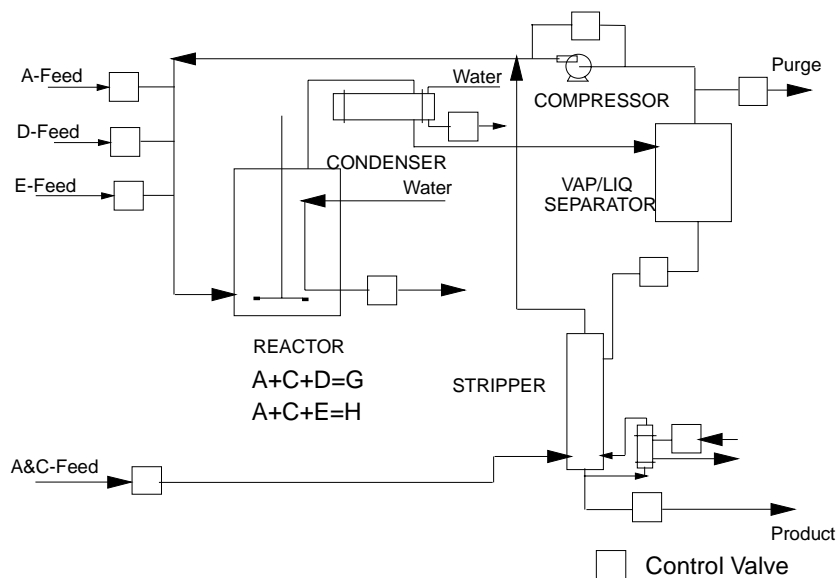 A-Feed
D-Feed
E-Feed
Water
COMPRESSOR
Purge
CONDENSER
Water
VAP/LIQ
SEPARATOR
REACTOR
A+C+D=G
A+C+E=H
STRIPPER
A&C-Feed
Product
Control Valve